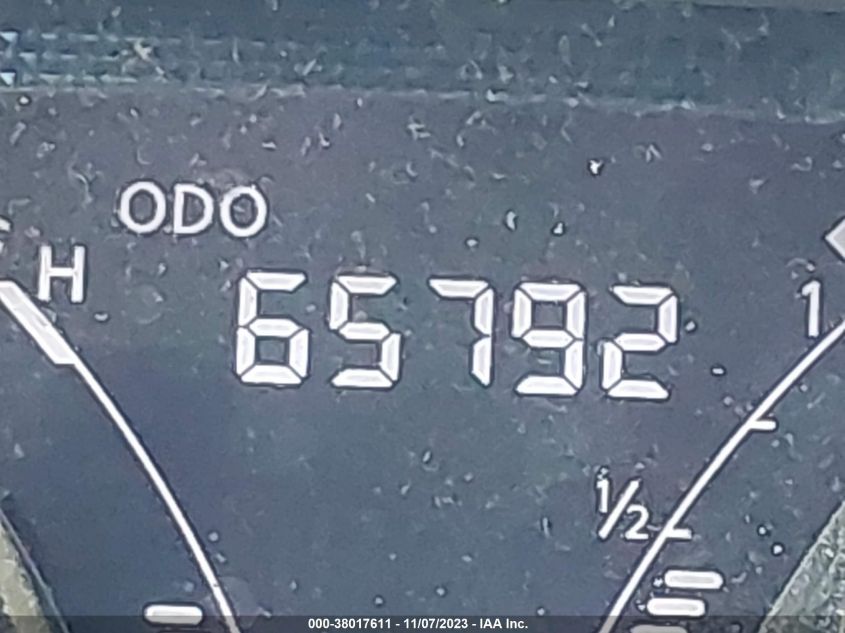 ODO
H
65792
1
1/2
000-38017611 - 11/07/2023 - IAA Inc.